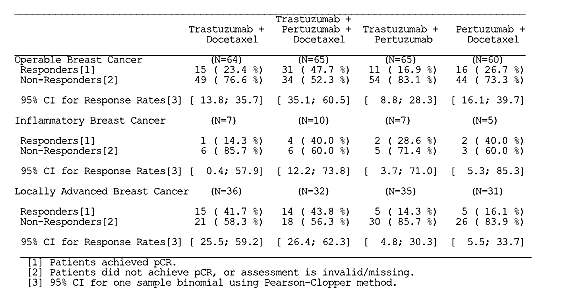 Trastuzumab +
Trastuzumab + Pertuzumab + Trastuzumab + Pertuzumab +
Docetaxel Docetaxel Pertuzumab Docetaxel
Operable Breast Cancer (N=64) (N=65) (N=65) (N=60)
Responders[1] 15 ( 23.4 %) 31 ( 47.7 %) 11 ( 16.9 %) 16 ( 26.7 %)
Non-Responders[2] 49 ( 76.6 %) 34 ( 52.3 %) 54 ( 83.1 %) 44 ( 73.3 %)
95% CI for Response Rates[3] [ 13.8; 35.7] [ 35.1; 60.5] [ 8.8; 28.3] [ 16.1; 39.7]
Inflammatory Breast Cancer (N=7) (N=10) (N=7) (N=5)
Responders[1] 1 ( 14.3 %) 4 ( 40.0 %) 2 ( 28.6 %) 2 ( 40.0 %)
Non-Responders[2] 6 ( 85.7 %) 6 ( 60.0 %) 5 ( 71.4 %) 3 ( 60.0 %)
95% CI for Response Rates[3] [ 0.4; 57.9] [ 12.2; 73.8] [ 3.7; 71.0] [ 5.3; 85.3]
Locally Advanced Breast Cancer (N=36) (N=32) (N=35) (N=31)
Responders[1] 15 ( 41.7 %) 14 ( 43.8 %) 5 ( 14.3 %) 5 ( 16.1 %)
Non-Responders[2] 21 ( 58.3 %) 18 ( 56.3 %) 30 ( 85.7 %) 26 ( 83.9 %)
95% CI for Response Rates[3] [ 25.5; 59.2] [ 26.4; 62.3] [ 4.8; 30.3] [ 5.5; 33.7]
[1] Patients achieved pCR.
[2] Patients did not achieve pCR, or assessment is invalid/missing.
[3] 95% CI for one sample binomial using Pearson-Clopper method.